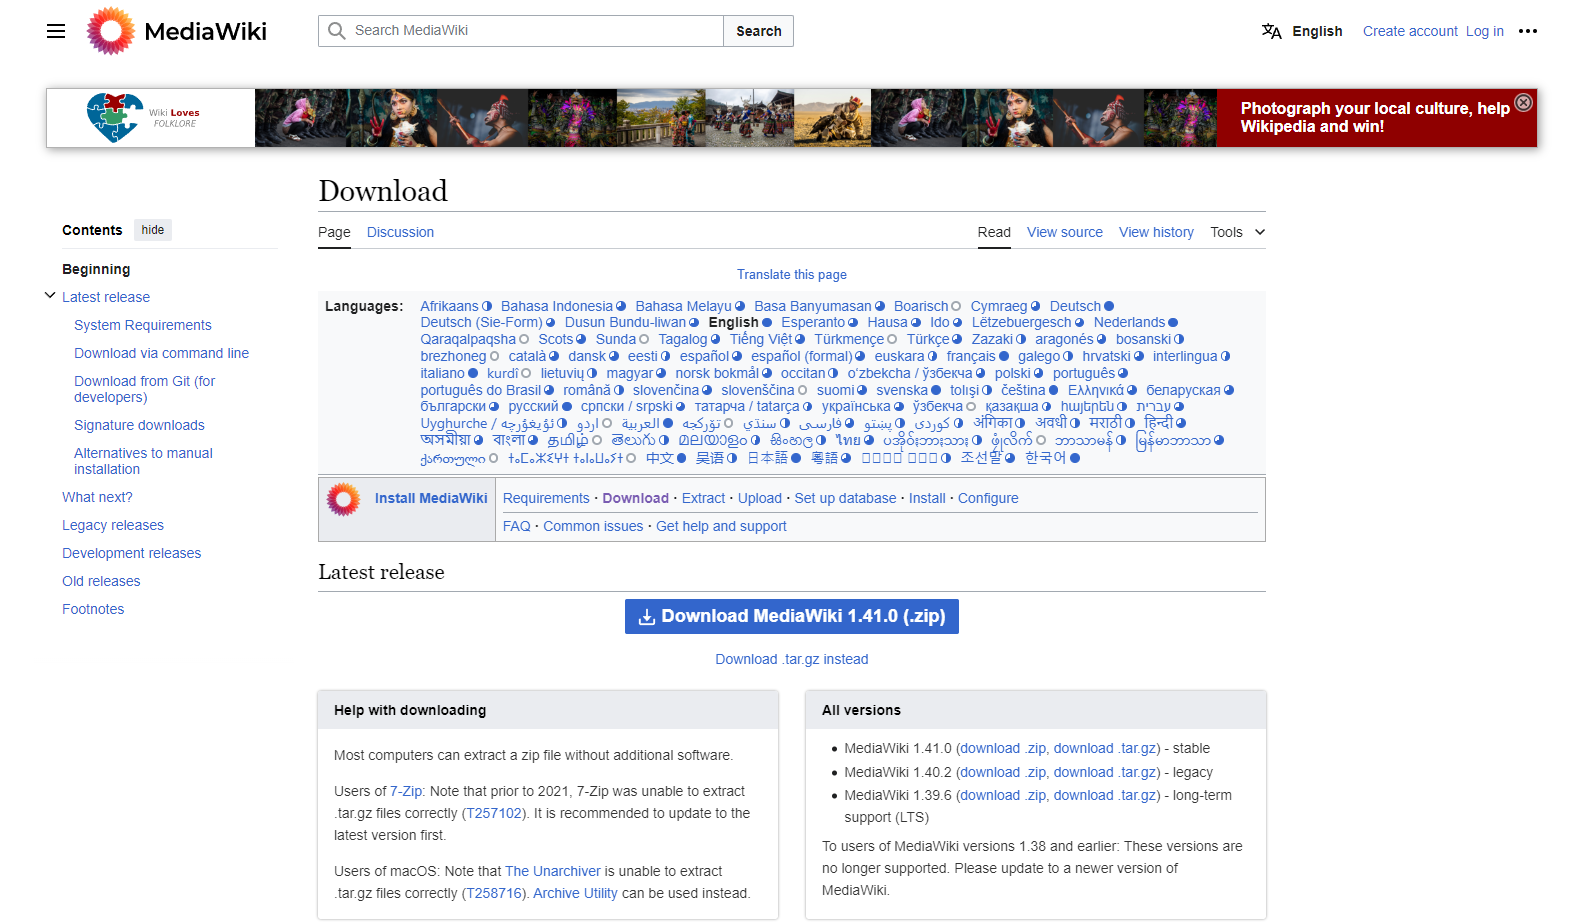 MediaWiki
Search MediaWiki
Search
English
Create account Log in
Wiki Loves
FOLKLORE
Photograph your local culture, help
Wikipedia and win!
Download
Contents hide
Beginning
Latest release
System Requirements
Download via command line
Download from Git (for
developers)
Signature downloads
Alternatives to manual
installation
What next?
Legacy releases
Development releases
Old releases
Footnotes
Page Discussion
Read View source View history Tools
Translate this page
Languages: Afrikaans Bahasa Indonesia Bahasa Melayu Basa Banyumasan Boarisch Cymraeg Deutsch
Deutsch (Sie-Form) Dusun Bundu-liwan English Esperanto Hausa Ido Lëtzebuergesch Nederlands
Qaraqalpaqsha Scots Sunda Tagalog Tiếng Việt Türkmençe Türkçe Zazaki aragonés bosanski
brezhoneg català dansk eesti español español (formal) euskara français galego hrvatski interlingua
italiano kurdî lietuvių magyar norsk bokmål occitan oʻzbekcha / ўзбекча polski português
português do Brasil română slovenčina slovenščina suomi svenska tolışi čeština Ελληνικά беларуская
български русский српски / srpski татарча / tatarça українська ўзбекча қазақша հայերեն עברית
Uyghurche / ئۇيغۇرچە اردو العربية تۆرکجه سنڌي فارسی پښتو کوردی अंगिका अवधी मराठी हिन्दी
অসমীয়া বাংলা தமிழ் తెలుగు മലയാളം සිංහල ไทย ပအိုဝ်ႏဘာႏသာႏ ၽႃႇသႃႇတႆး ဘာသာမန် မြန်မာဘာသာ
ქართული ⵜⴰⵎⴰⵣⵉⵖⵜ ⵜⴰⵏⴰⵡⴰⵢⵜ 中文 吴语 日本語 粵語 조선말 한국어
Install MediaWiki
Requirements · Download · Extract · Upload · Set up database · Install · Configure
FAQ · Common issues · Get help and support
Latest release
Download MediaWiki 1.41.0 (.zip)
Download .tar.gz instead
Help with downloading
Most computers can extract a zip file without additional software.
Users of 7-Zip: Note that prior to 2021, 7-Zip was unable to extract
.tar.gz files correctly (T257102). It is recommended to update to the
latest version first.
Users of macOS: Note that The Unarchiver is unable to extract
.tar.gz files correctly (T258716). Archive Utility can be used instead.
All versions
MediaWiki 1.41.0 (download .zip, download .tar.gz) - stable
MediaWiki 1.40.2 (download .zip, download .tar.gz) - legacy
MediaWiki 1.39.6 (download .zip, download .tar.gz) - long-term
support (LTS)
To users of MediaWiki versions 1.38 and earlier: These versions are
no longer supported. Please update to a newer version of
MediaWiki.